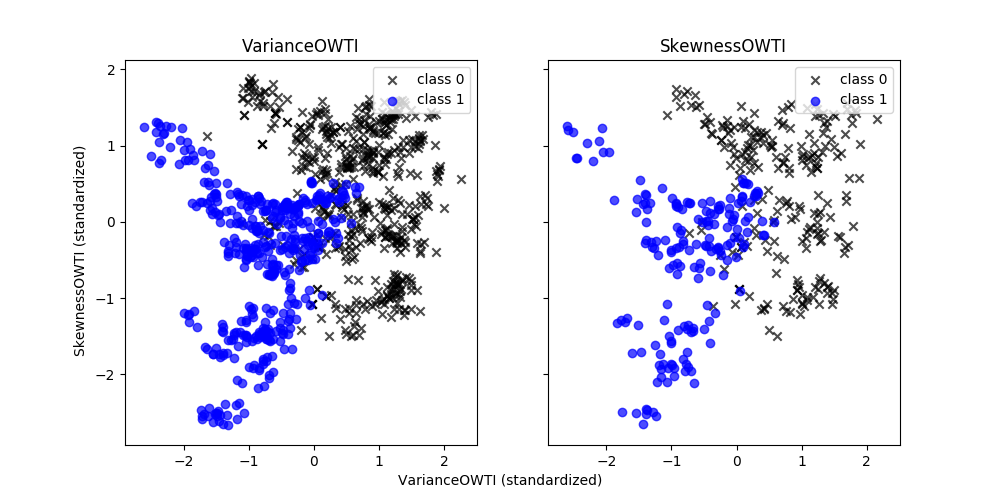 VarianceOWTI
SkewnessOWTI
class 0
class 1
class 0
class 1
2
1
0
−1
−2
SkewnessOWTI (standardized)
−2 −1 0 1 2
−2 −1 0 1 2
VarianceOWTI (standardized)